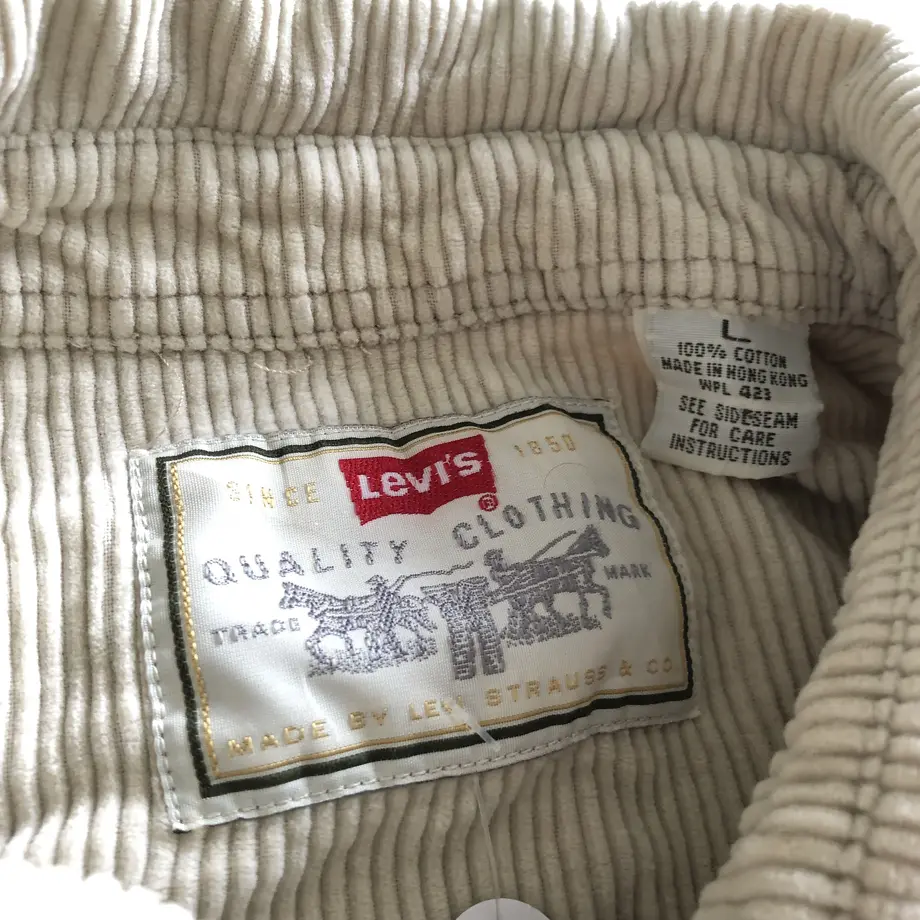 L
100% COTTON
MADE IN HONG KONG
WPL 423
SEE SIDESEAM
FOR CARE
INSTRUCTIONS
SINCE LEVI'S ® 1850
QUALITY CLOTHING
TRADE MARK
MADE BY LEVI STRAUSS & CO